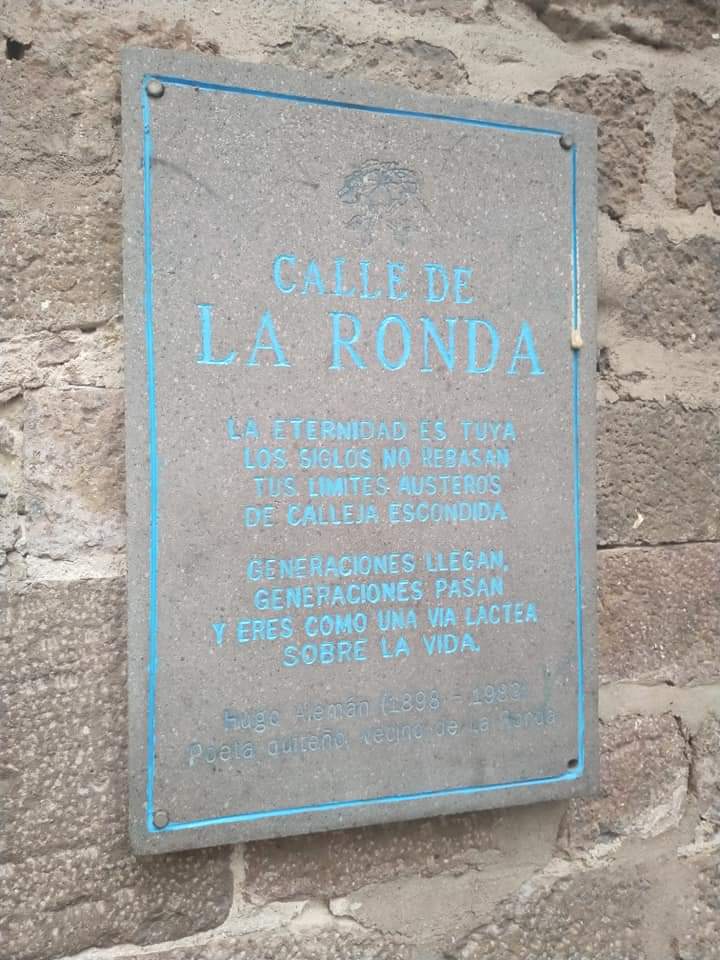 CALLE DE
LA RONDA
LA ETERNIDAD ES TUYA
LOS SIGLOS NO REBASAN
TUS LIMITES AUSTEROS
DE CALLEJA ESCONDIDA
GENERACIONES LLEGAN,
GENERACIONES PASAN
Y ERES COMO UNA VIA LACTEA
SOBRE LA VIDA.
Hugo Alemán (1898 -
Poeta quiteño, vecino de La Ronda